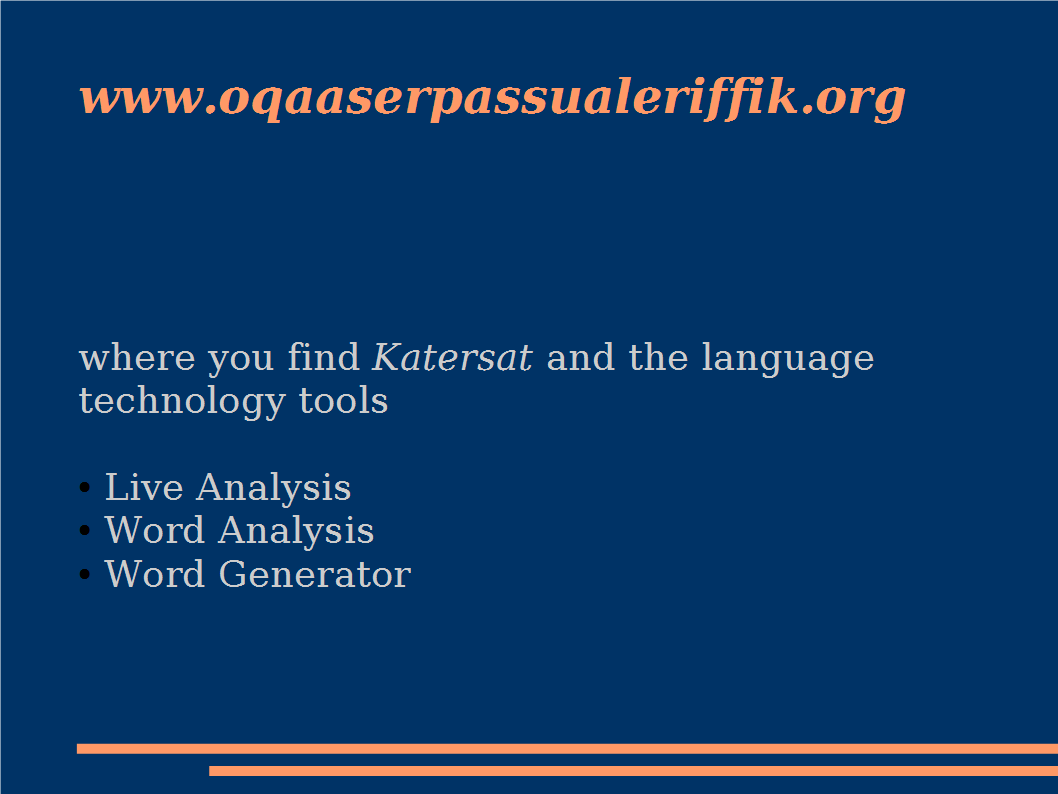 www.oqaaserpassualeriffik.org
where you find Katersat and the language
technology tools
• Live Analysis
• Word Analysis
• Word Generator